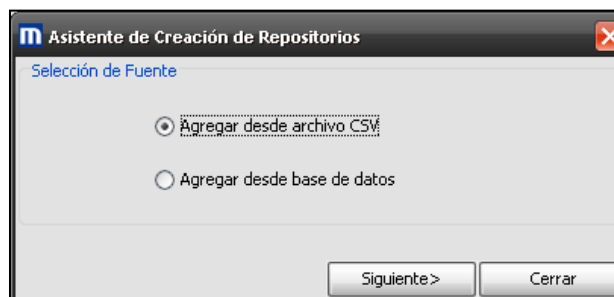 m Asistente de Creación de Repositorios
Selección de Fuente
Agregar desde archivo CSV
Agregar desde base de datos
Siguiente> Cerrar